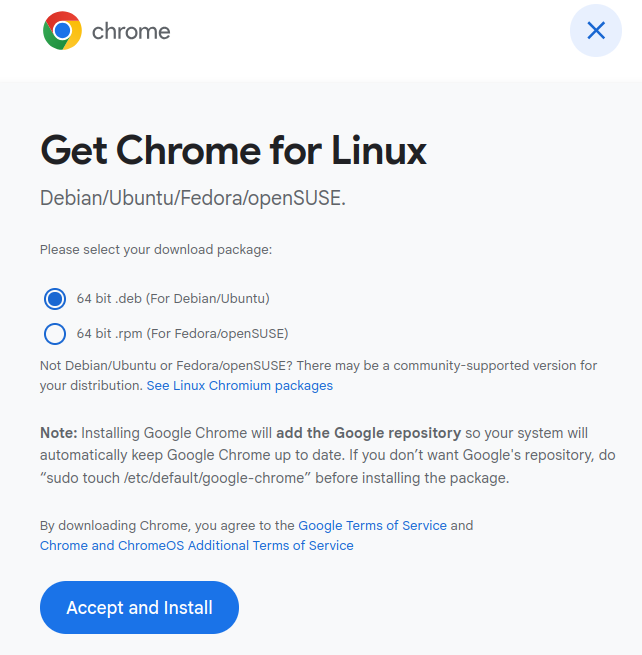 chrome
Get Chrome for Linux
Debian/Ubuntu/Fedora/openSUSE.
Please select your download package:
64 bit .deb (For Debian/Ubuntu)
64 bit .rpm (For Fedora/openSUSE)
Not Debian/Ubuntu or Fedora/openSUSE? There may be a community-supported version for
your distribution. See Linux Chromium packages
Note: Installing Google Chrome will add the Google repository so your system will
automatically keep Google Chrome up to date. If you don’t want Google's repository, do
“sudo touch /etc/default/google-chrome” before installing the package.
By downloading Chrome, you agree to the Google Terms of Service and
Chrome and ChromeOS Additional Terms of Service
Accept and Install